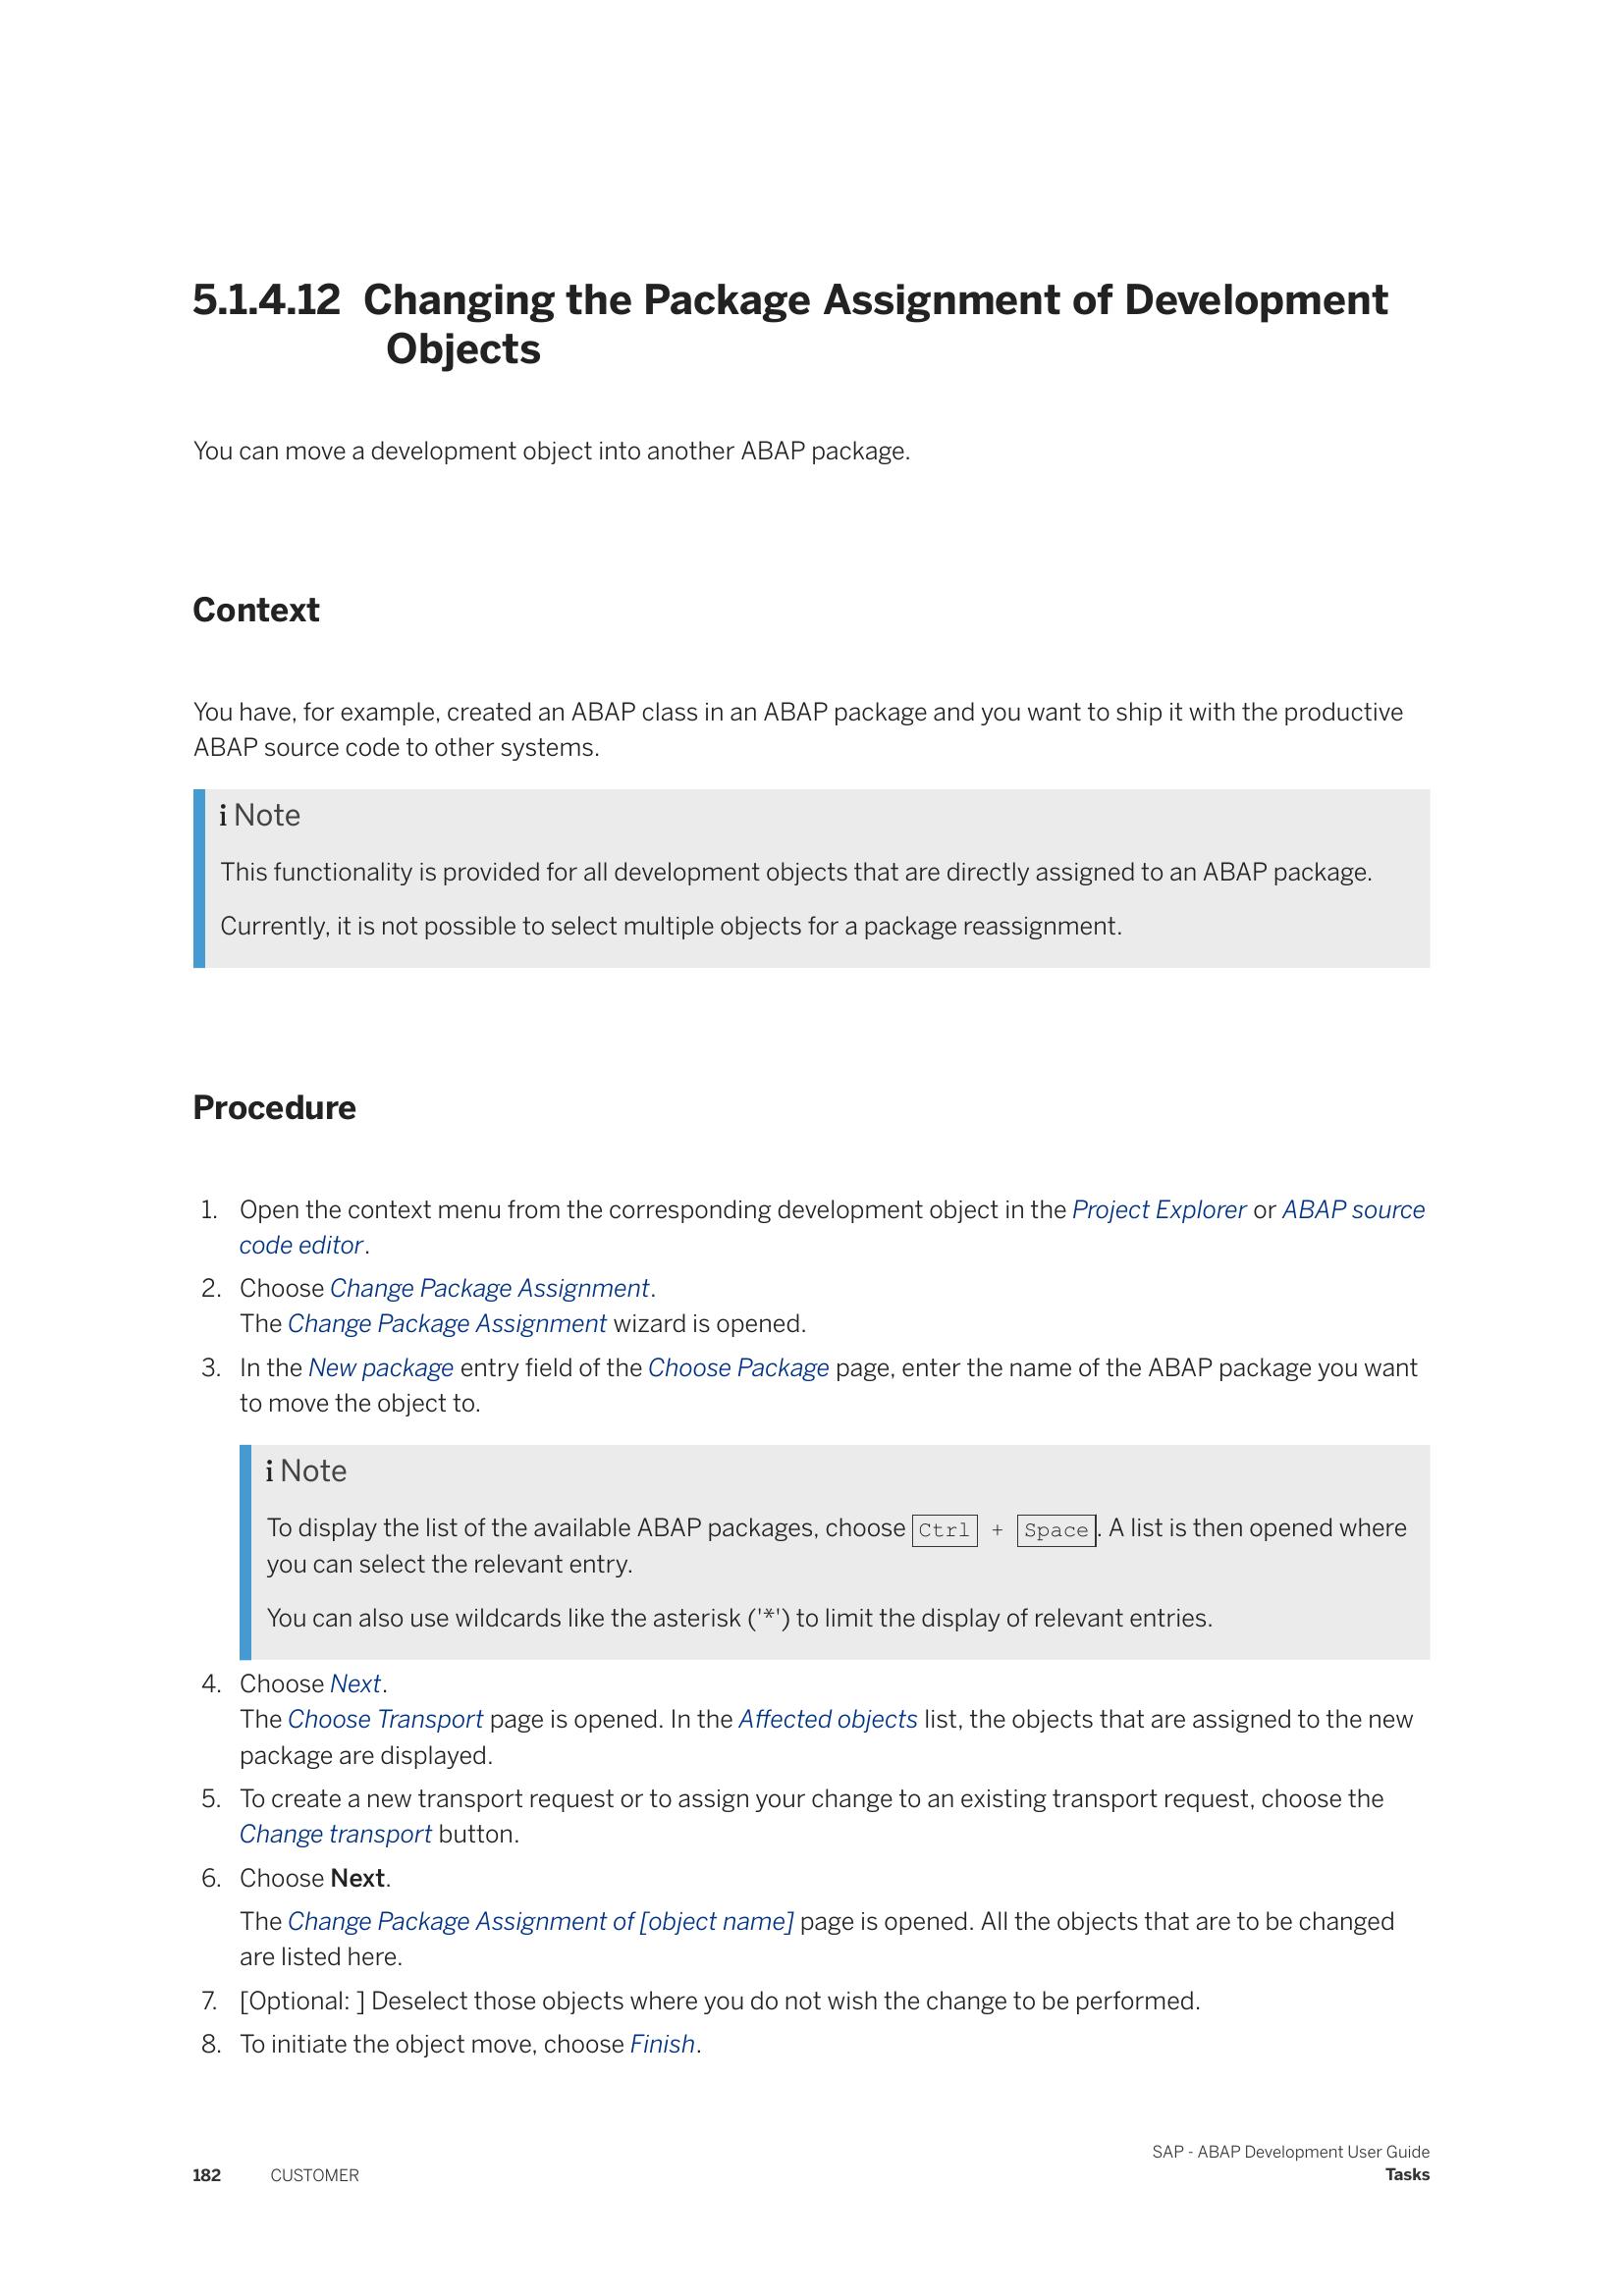 5.1.4.12 Changing the Package Assignment of Development
Objects
You can move a development object into another ABAP package.
Context
You have, for example, created an ABAP class in an ABAP package and you want to ship it with the productive
ABAP source code to other systems.
i Note
This functionality is provided for all development objects that are directly assigned to an ABAP package.
Currently, it is not possible to select multiple objects for a package reassignment.
Procedure
1. Open the context menu from the corresponding development object in the Project Explorer or ABAP source
code editor.
2. Choose Change Package Assignment.
The Change Package Assignment wizard is opened.
3. In the New package entry field of the Choose Package page, enter the name of the ABAP package you want
to move the object to.
i Note
To display the list of the available ABAP packages, choose Ctrl + Space. A list is then opened where
you can select the relevant entry.
You can also use wildcards like the asterisk ('*') to limit the display of relevant entries.
4. Choose Next.
The Choose Transport page is opened. In the Affected objects list, the objects that are assigned to the new
package are displayed.
5. To create a new transport request or to assign your change to an existing transport request, choose the
Change transport button.
6. Choose Next.
The Change Package Assignment of [object name] page is opened. All the objects that are to be changed
are listed here.
7. [Optional: ] Deselect those objects where you do not wish the change to be performed.
8. To initiate the object move, choose Finish.
SAP - ABAP Development User Guide
182 CUSTOMER Tasks